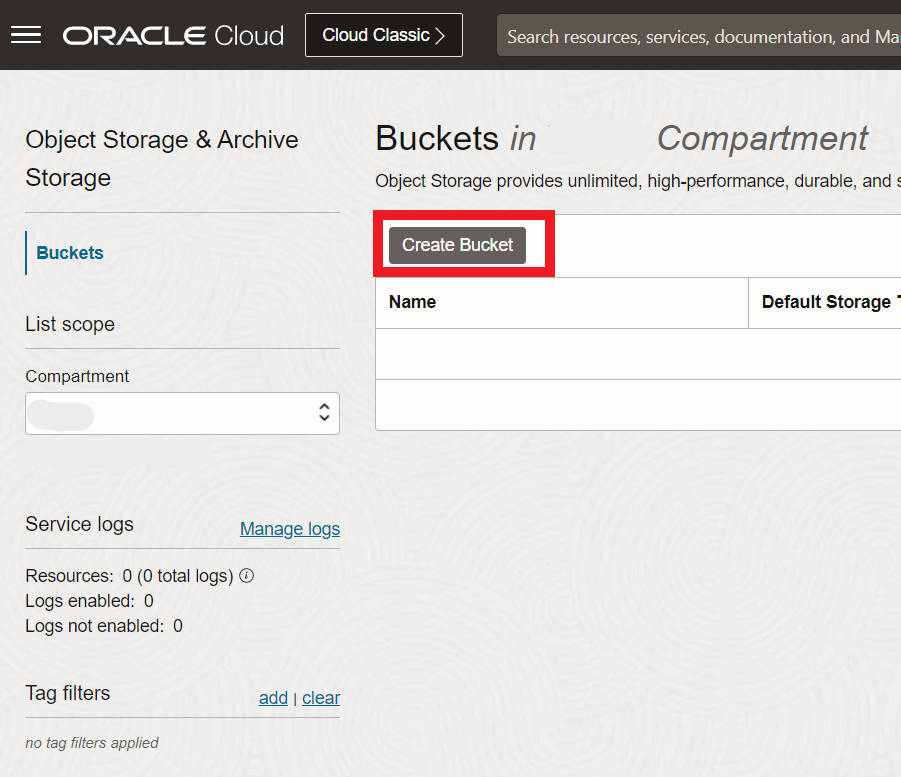 ORACLE Cloud
Cloud Classic
Search resources, services, documentation, and
Object Storage & Archive
Storage
Buckets
List scope
Compartment
Service logs
Manage logs
Resources: 0 (0 total logs)
Logs enabled: 0
Logs not enabled: 0
Tag filters
add | clear
no tag filters applied
Buckets in Compartment
Object Storage provides unlimited, high-performance, durable, and
Create Bucket
Name
Default Storage